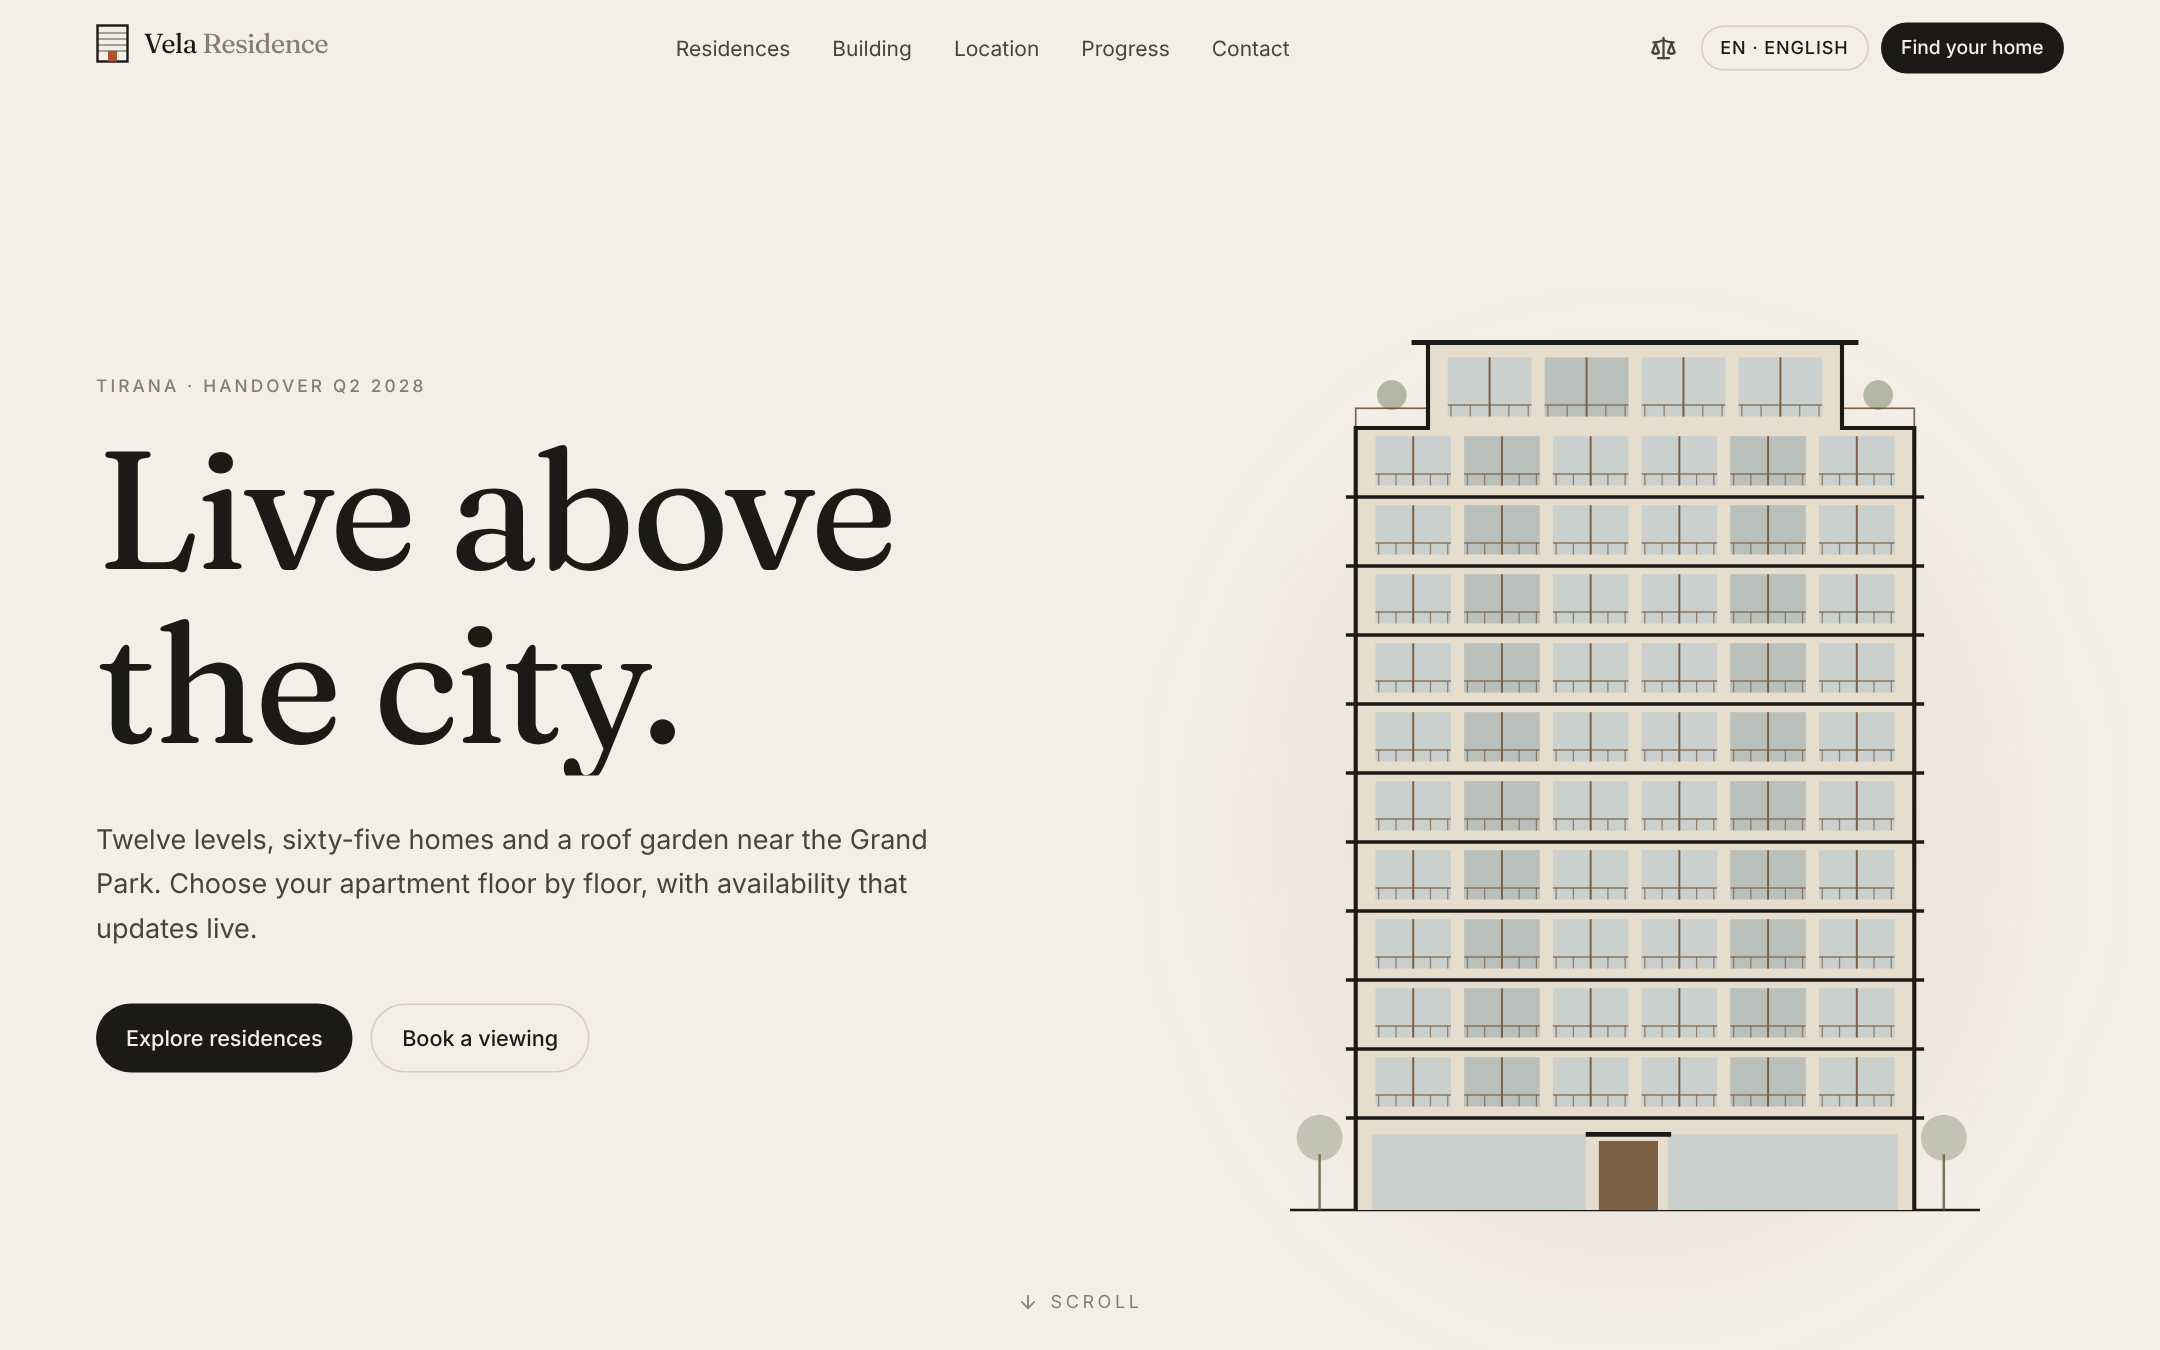 Vela Residence
Residences
Building
Location
Progress
Contact
EN · ENGLISH
Find your home
TIRANA · HANDOVER Q2 2028
Live above
the city.
Twelve levels, sixty-five homes and a roof garden near the Grand
Park. Choose your apartment floor by floor, with availability that
updates live.
Explore residences
Book a viewing
SCROLL